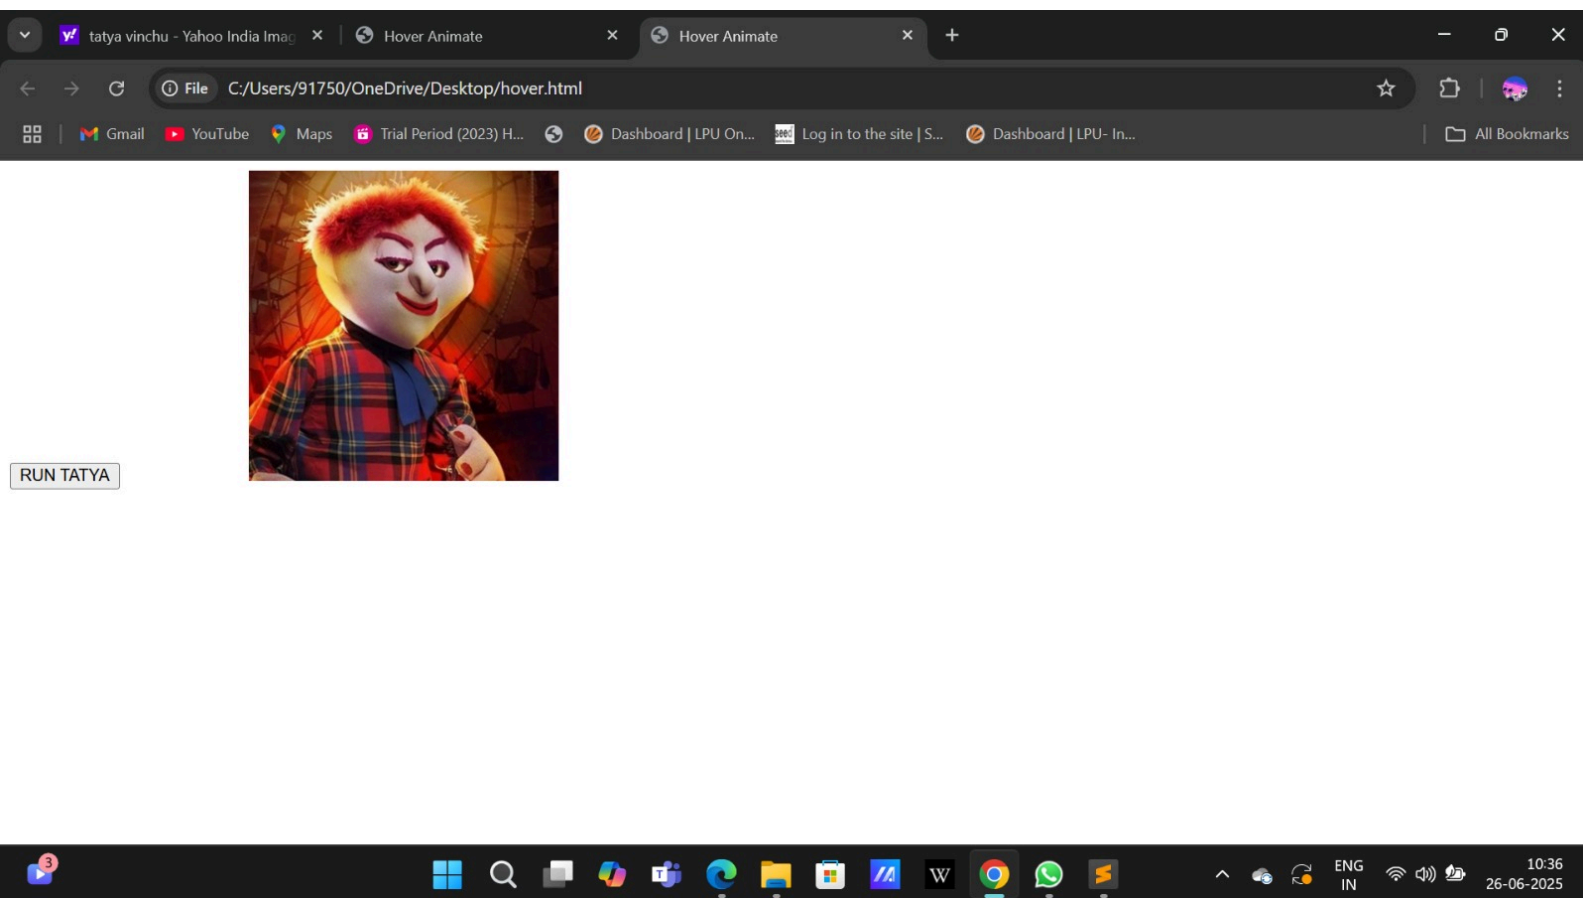 tatya vinchu - Yahoo India Imag
Hover Animate
Hover Animate
File C:/Users/91750/OneDrive/Desktop/hover.html
Gmail YouTube Maps Trial Period (2023) H... Dashboard | LPU On... seed Log in to the site | S... Dashboard | LPU- In... All Bookmarks
RUN TATYA
3
ENG
IN
10:36
26-06-2025